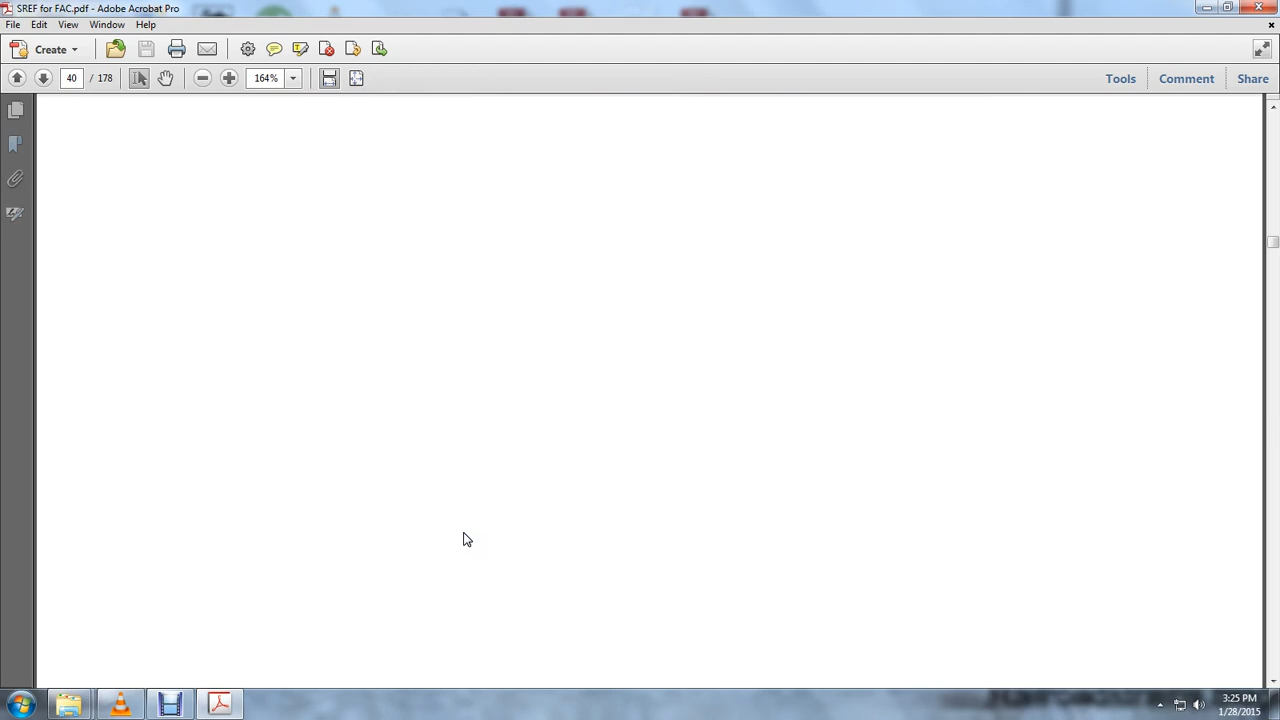 SREF for FAC.pdf - Adobe Acrobat Pro
File Edit View Window Help
Create
40 / 178 164% Tools Comment Share
3:25 PM
1/28/2015